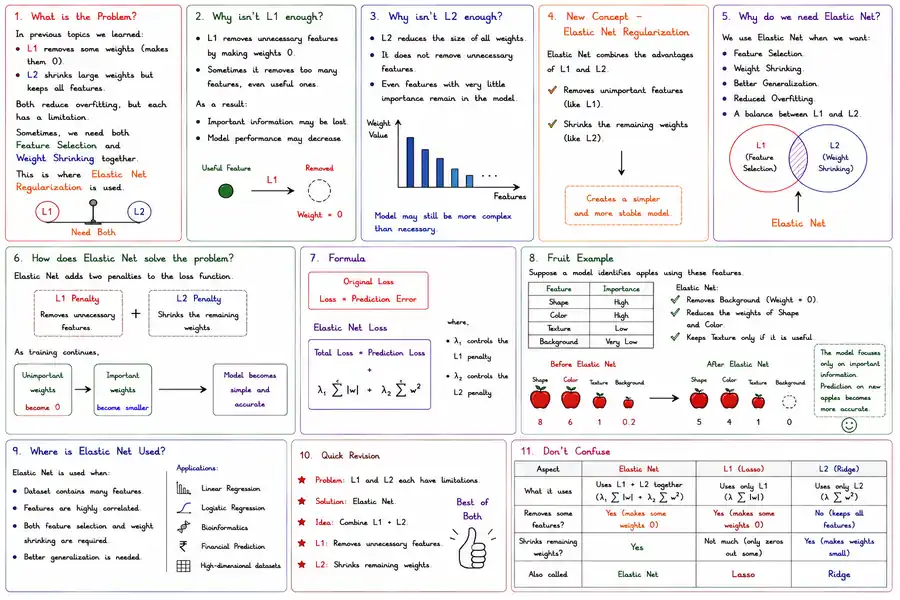 1. What is the Problem?
In previous topics we learned:
• L1 removes some weights (makes
them 0).
• L2 shrinks large weights but
keeps all features.
Both reduce overfitting, but each
has a limitation.
Sometimes, we need both
Feature Selection and
Weight Shrinking together.
This is where Elastic Net
Regularization is used.
L1
L2
Need Both
2. Why isn't L1 enough?
• L1 removes unnecessary features
by making weights 0.
• Sometimes it removes too many
features, even useful ones.
As a result:
• Important information may be lost.
• Model performance may decrease.
Useful Feature
L1
Removed
Weight = 0
3. Why isn't L2 enough?
• L2 reduces the size of all weights.
• It does not remove unnecessary
features.
• Even features with very little
importance remain in the model.
Weight
Value
...
Features
Model may still be more complex
than necessary.
4. New Concept –
Elastic Net Regularization
Elastic Net combines the advantages
of L1 and L2.
✓ Removes unimportant features
(like L1).
✓ Shrinks the remaining weights
(like L2).
Creates a simpler
and more stable model.
5. Why do we need Elastic Net?
We use Elastic Net when we want:
• Feature Selection.
• Weight Shrinking.
• Better Generalization.
• Reduced Overfitting.
• A balance between L1 and L2.
L1
(Feature
Selection)
L2
(Weight
Shrinking)
Elastic Net
6. How does Elastic Net solve the problem?
Elastic Net adds two penalties to the loss function.
L1 Penalty
Removes unnecessary
features.
+
L2 Penalty
Shrinks the remaining
weights.
As training continues,
Unimportant
weights
become 0
Important
weights
become smaller
Model becomes
simple and
accurate
7. Formula
Original Loss
Loss = Prediction Error
Elastic Net Loss
Total Loss = Prediction Loss
+
λ₁ ∑ |w| + λ₂ ∑ w²
where,
• λ₁ controls the
L1 penalty
• λ₂ controls the
L2 penalty
8. Fruit Example
Suppose a model identifies apples using these features.
Feature Importance
Shape High
Color High
Texture Low
Background Very Low
Elastic Net:
✓ Removes Background (Weight = 0).
✓ Reduces the weights of Shape
and Color.
✓ Keeps Texture only if it is useful.
Before Elastic Net
Shape Color Texture Background
8 6 1 0.2
After Elastic Net
Shape Color Texture Background
5 4 1 0
The model focuses
only on important
information.
Prediction on new
apples becomes
more accurate.
9. Where is Elastic Net Used?
Elastic Net is used when:
• Dataset contains many features.
• Features are highly correlated.
• Both feature selection and weight
shrinking are required.
• Better generalization is needed.
Applications:
Linear Regression
Logistic Regression
Bioinformatics
₹ Financial Prediction
High-dimensional datasets
10. Quick Revision
★ Problem: L1 and L2 each have limitations.
★ Solution: Elastic Net.
★ Idea: Combine L1 + L2.
★ L1: Removes unnecessary features.
★ L2: Shrinks remaining weights.
Best of
Both
11. Don't Confuse
Aspect Elastic Net L1 (Lasso) L2 (Ridge)
What it uses
Uses L1 + L2 together
(λ₁ ∑ |w| + λ₂ ∑ w²)
Uses only L1
(λ ∑ |w|)
Uses only L2
(λ ∑ w²)
Removes some
features?
Yes (makes some
weights 0)
Yes (makes some
weights 0)
No (keeps all
features)
Shrinks remaining
weights?
Yes
Not much (only zeros
out some)
Yes (makes weights
small)
Also called Elastic Net Lasso Ridge